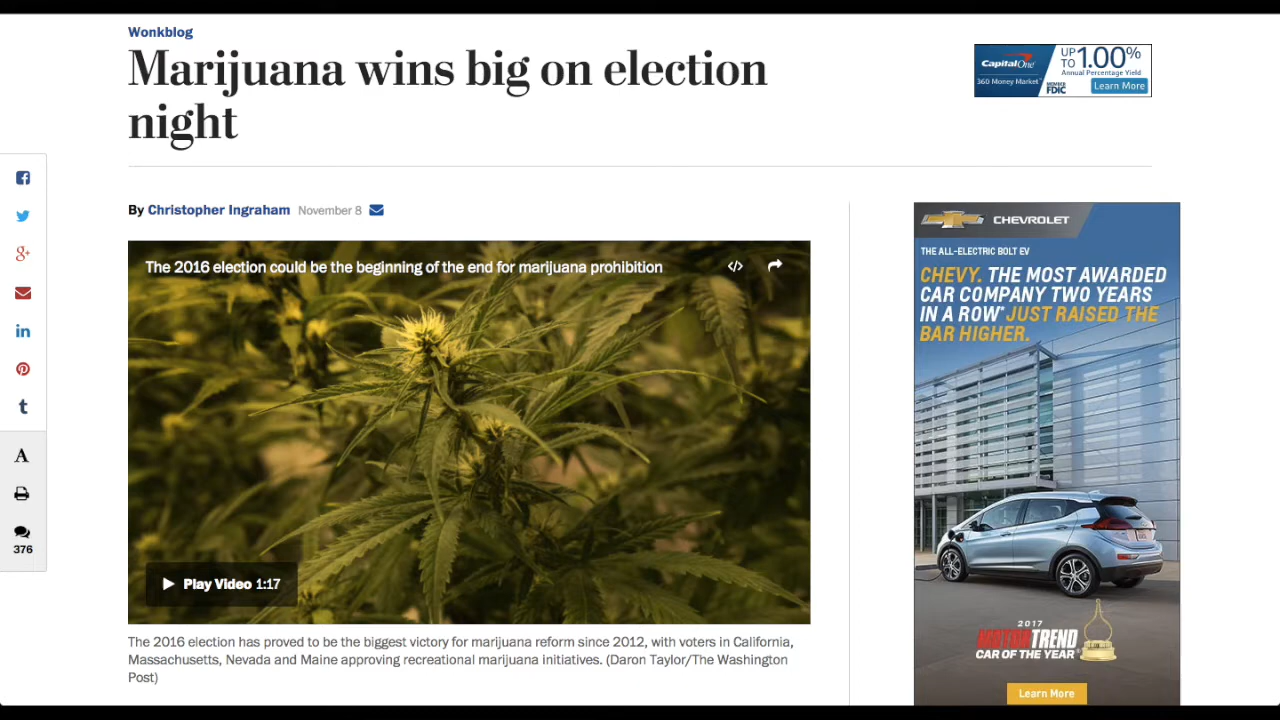 Wonkblog
Marijuana wins big on election
night
CapitalOne
360 Money Market
MEMBER
FDIC
UP
TO 1.00%
Annual Percentage Yield
Learn More
By Christopher Ingraham November 8
The 2016 election could be the beginning of the end for marijuana prohibition
Play Video 1:17
The 2016 election has proved to be the biggest victory for marijuana reform since 2012, with voters in California,
Massachusetts, Nevada and Maine approving recreational marijuana initiatives. (Daron Taylor/The Washington
Post)
A
376
CHEVROLET
THE ALL-ELECTRIC BOLT EV
CHEVY. THE MOST AWARDED
CAR COMPANY TWO YEARS
IN A ROW* JUST RAISED THE
BAR HIGHER.
2017
MOTORTREND
CAR OF THE YEAR
Learn More